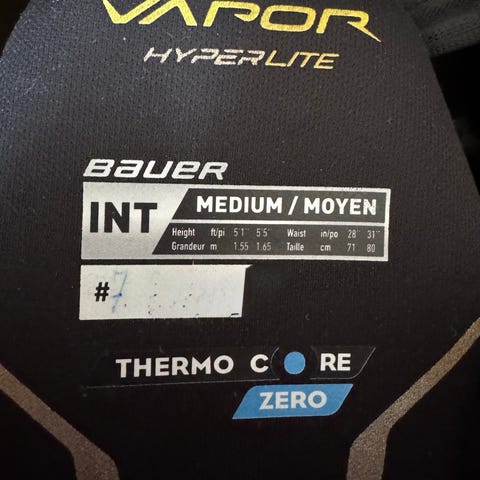 VAPOR
HYPERLITE
BAUER
INT
MEDIUM / MOYEN
Height ft/pi 5'1" 5'5" Waist in/po 28" 31"
Grandeur m 1.55 1.65 Taille cm 71 80
#7
THERMO CORE
ZERO